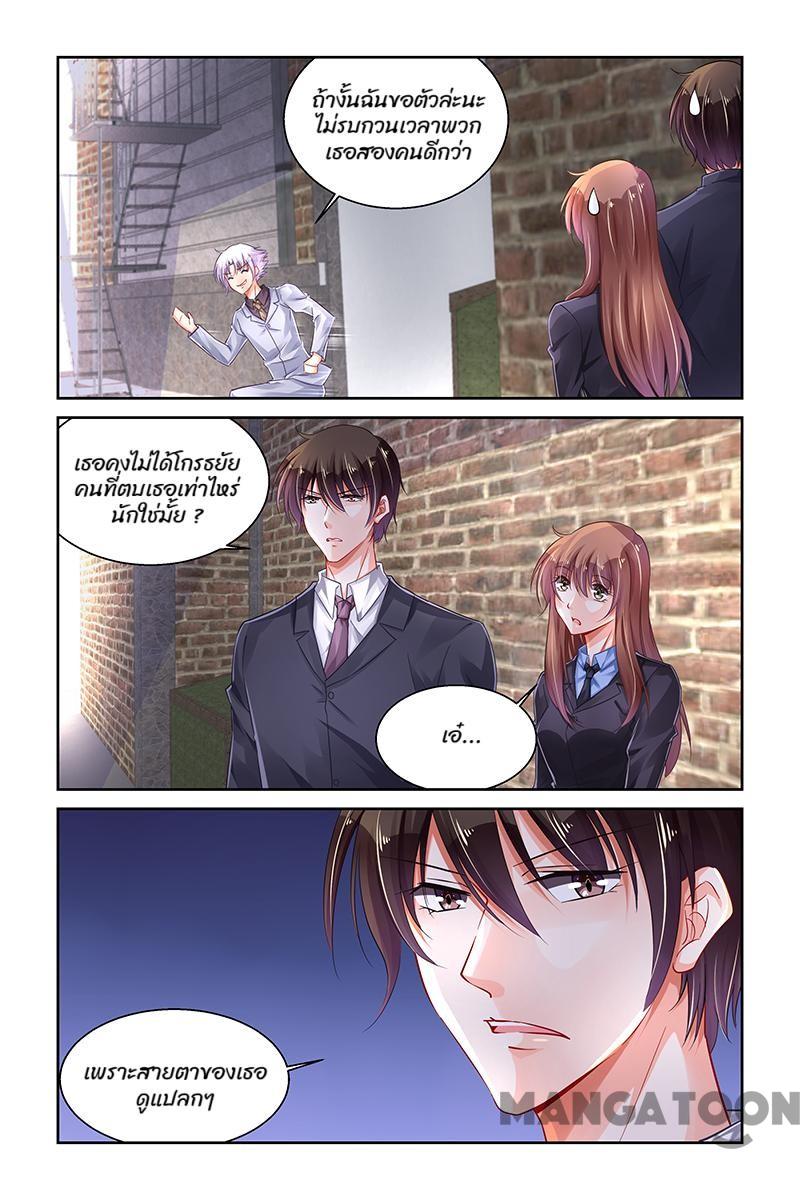 ถ้างั้นฉันขอตัวล่ะนะ
ไม่รบกวนเวลาพวก
เธอสองคนดีกว่า
เธอคงไม่ได้โกรธยัย
คนที่ตบเธอเท่าไหร่
นักใช่มั้ย ?
เอ๋...
เพราะสายตาของเธอ
ดูแปลกๆ
MANGATOON